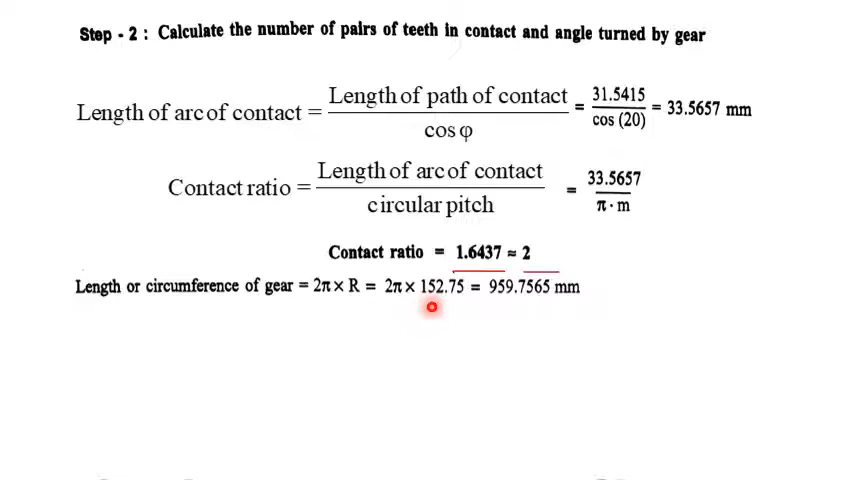 Step - 2 : Calculate the number of pairs of teeth in contact and angle turned by gear
Length of arc of contact = Length of path of contact / cos φ = 31.5415 / cos (20) = 33.5657 mm
Contact ratio = Length of arc of contact / circular pitch = 33.5657 / π · m
Contact ratio = 1.6437 ≈ 2
Length or circumference of gear = 2π × R = 2π × 152.75 = 959.7565 mm